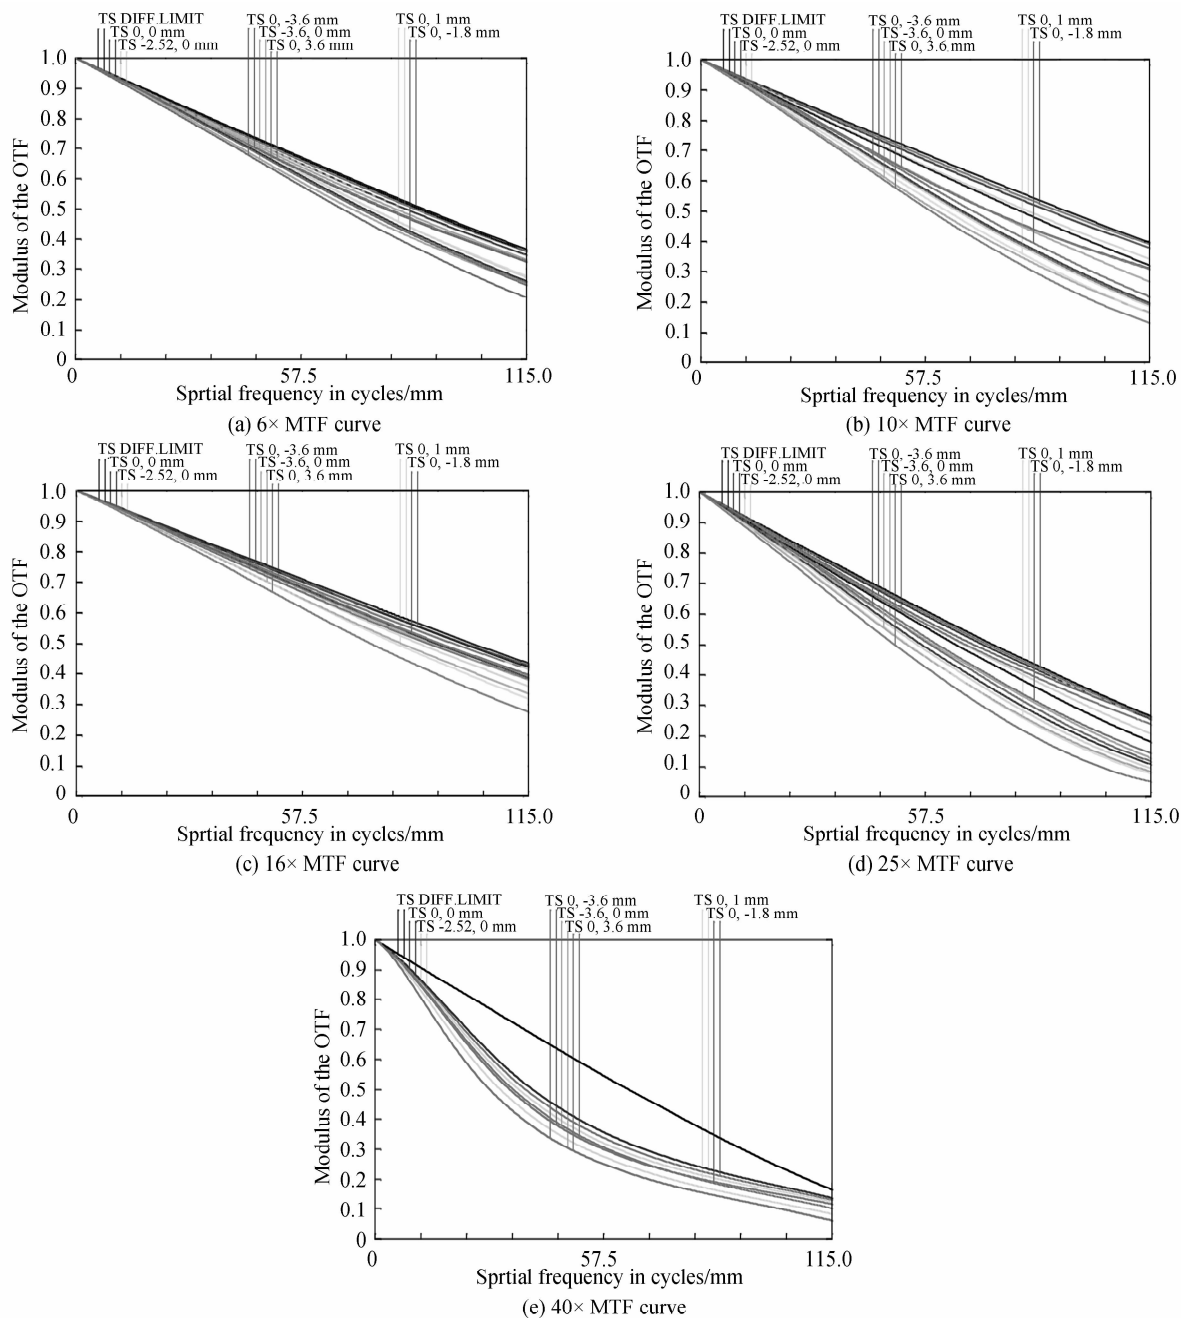 TS DIFF.LIMIT
TS 0, 0 mm
TS -2.52, 0 mm
TS 0, -3.6 mm
TS -3.6, 0 mm
TS 0, 3.6 mm
TS 0, 1 mm
TS 0, -1.8 mm
1.0
0.9
0.8
0.7
0.6
0.5
0.4
0.3
0.2
0.1
0
Modulus of the OTF
0
57.5
115.0
Sprtial frequency in cycles/mm
(a) 6× MTF curve
TS DIFF.LIMIT
TS 0, 0 mm
TS -2.52, 0 mm
TS 0, -3.6 mm
TS -3.6, 0 mm
TS 0, 3.6 mm
TS 0, 1 mm
TS 0, -1.8 mm
1.0
0.9
0.8
0.7
0.6
0.5
0.4
0.3
0.2
0.1
0
Modulus of the OTF
0
57.5
115.0
Sprtial frequency in cycles/mm
(b) 10× MTF curve
TS DIFF.LIMIT
TS 0, 0 mm
TS -2.52, 0 mm
TS 0, -3.6 mm
TS -3.6, 0 mm
TS 0, 3.6 mm
TS 0, 1 mm
TS 0, -1.8 mm
1.0
0.9
0.8
0.7
0.6
0.5
0.4
0.3
0.2
0.1
0
Modulus of the OTF
0
57.5
115.0
Sprtial frequency in cycles/mm
(c) 16× MTF curve
TS DIFF.LIMIT
TS 0, 0 mm
TS -2.52, 0 mm
TS 0, -3.6 mm
TS -3.6, 0 mm
TS 0, 3.6 mm
TS 0, 1 mm
TS 0, -1.8 mm
1.0
0.9
0.8
0.7
0.6
0.5
0.4
0.3
0.2
0.1
0
Modulus of the OTF
0
57.5
115.0
Sprtial frequency in cycles/mm
(d) 25× MTF curve
TS DIFF.LIMIT
TS 0, 0 mm
TS -2.52, 0 mm
TS 0, -3.6 mm
TS -3.6, 0 mm
TS 0, 3.6 mm
TS 0, 1 mm
TS 0, -1.8 mm
1.0
0.9
0.8
0.7
0.6
0.5
0.4
0.3
0.2
0.1
0
Modulus of the OTF
0
57.5
115.0
Sprtial frequency in cycles/mm
(e) 40× MTF curve